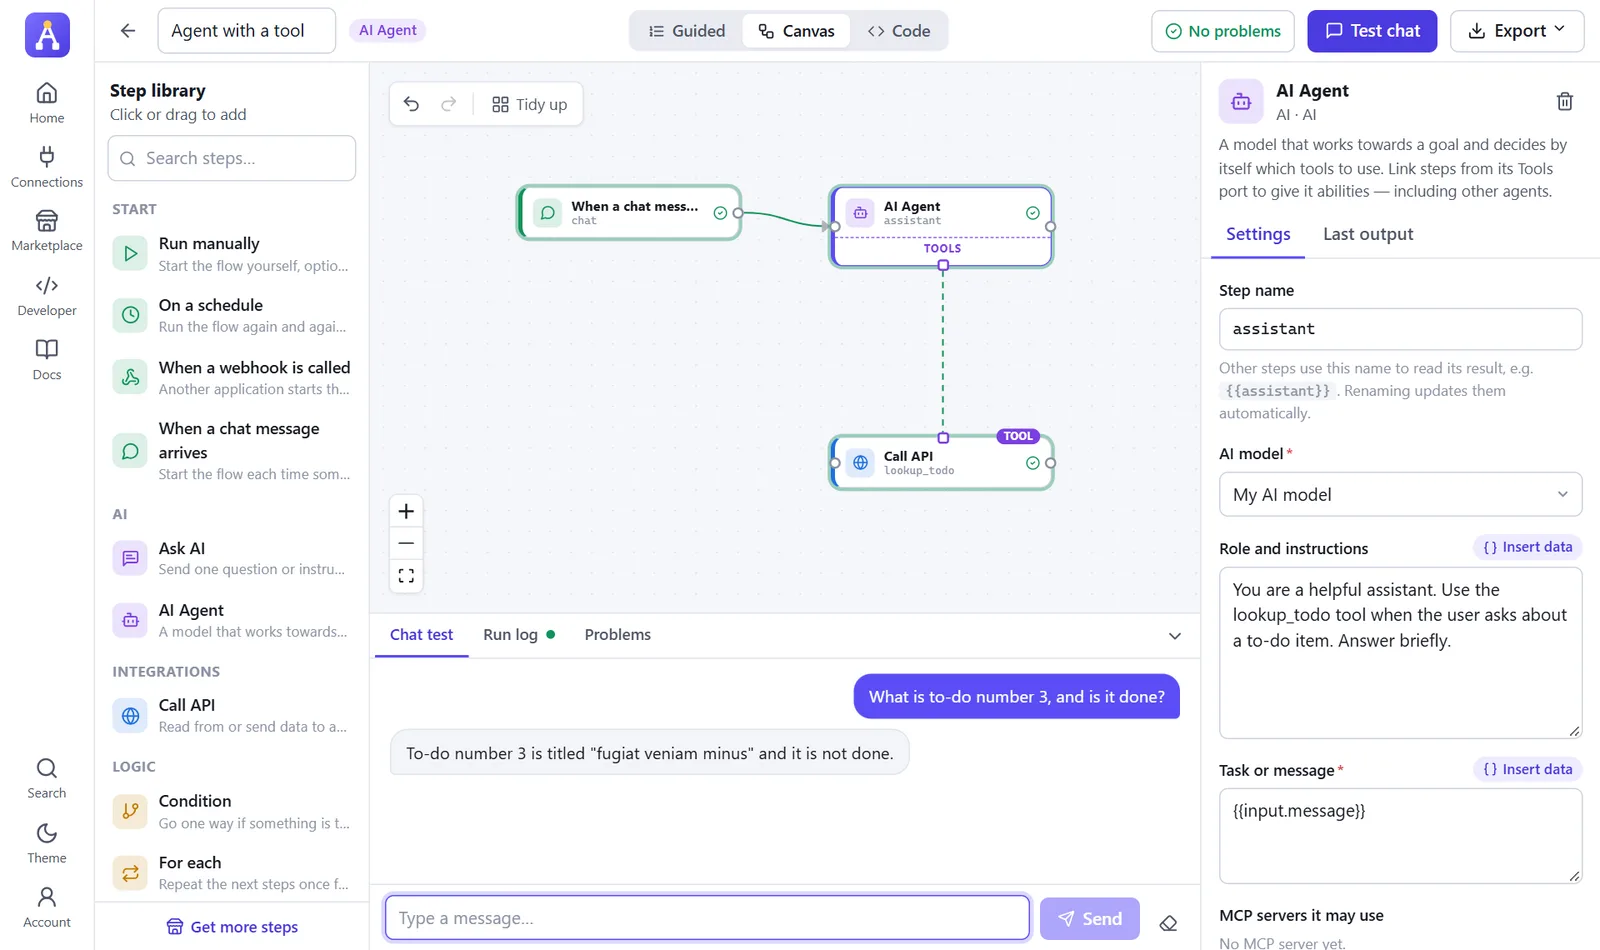 Agent with a tool
AI Agent
Guided
Canvas
Code
No problems
Test chat
Export
Home
Connections
Marketplace
Developer
Docs
Search
Theme
Account
Step library
Click or drag to add
Search steps...
START
Run manually
Start the flow yourself, optio...
On a schedule
Run the flow again and agai...
When a webhook is called
Another application starts th...
When a chat message
arrives
Start the flow each time som...
AI
Ask AI
Send one question or instru...
AI Agent
A model that works towards...
INTEGRATIONS
Call API
Read from or send data to a...
LOGIC
Condition
Go one way if something is t...
For each
Repeat the next steps once f...
Get more steps
Tidy up
When a chat mess...
chat
AI Agent
assistant
TOOLS
TOOL
Call API
lookup_todo
Chat test
Run log
Problems
What is to-do number 3, and is it done?
To-do number 3 is titled "fugiat veniam minus" and it is not done.
Type a message...
Send
AI Agent
AI · AI
A model that works towards a goal and decides by
itself which tools to use. Link steps from its Tools
port to give it abilities — including other agents.
Settings
Last output
Step name
assistant
Other steps use this name to read its result, e.g.
{{assistant}} . Renaming updates them
automatically.
AI model*
My AI model
Role and instructions
{ } Insert data
You are a helpful assistant. Use the
lookup_todo tool when the user asks about
a to-do item. Answer briefly.
Task or message*
{ } Insert data
{{input.message}}
MCP servers it may use
No MCP server yet.